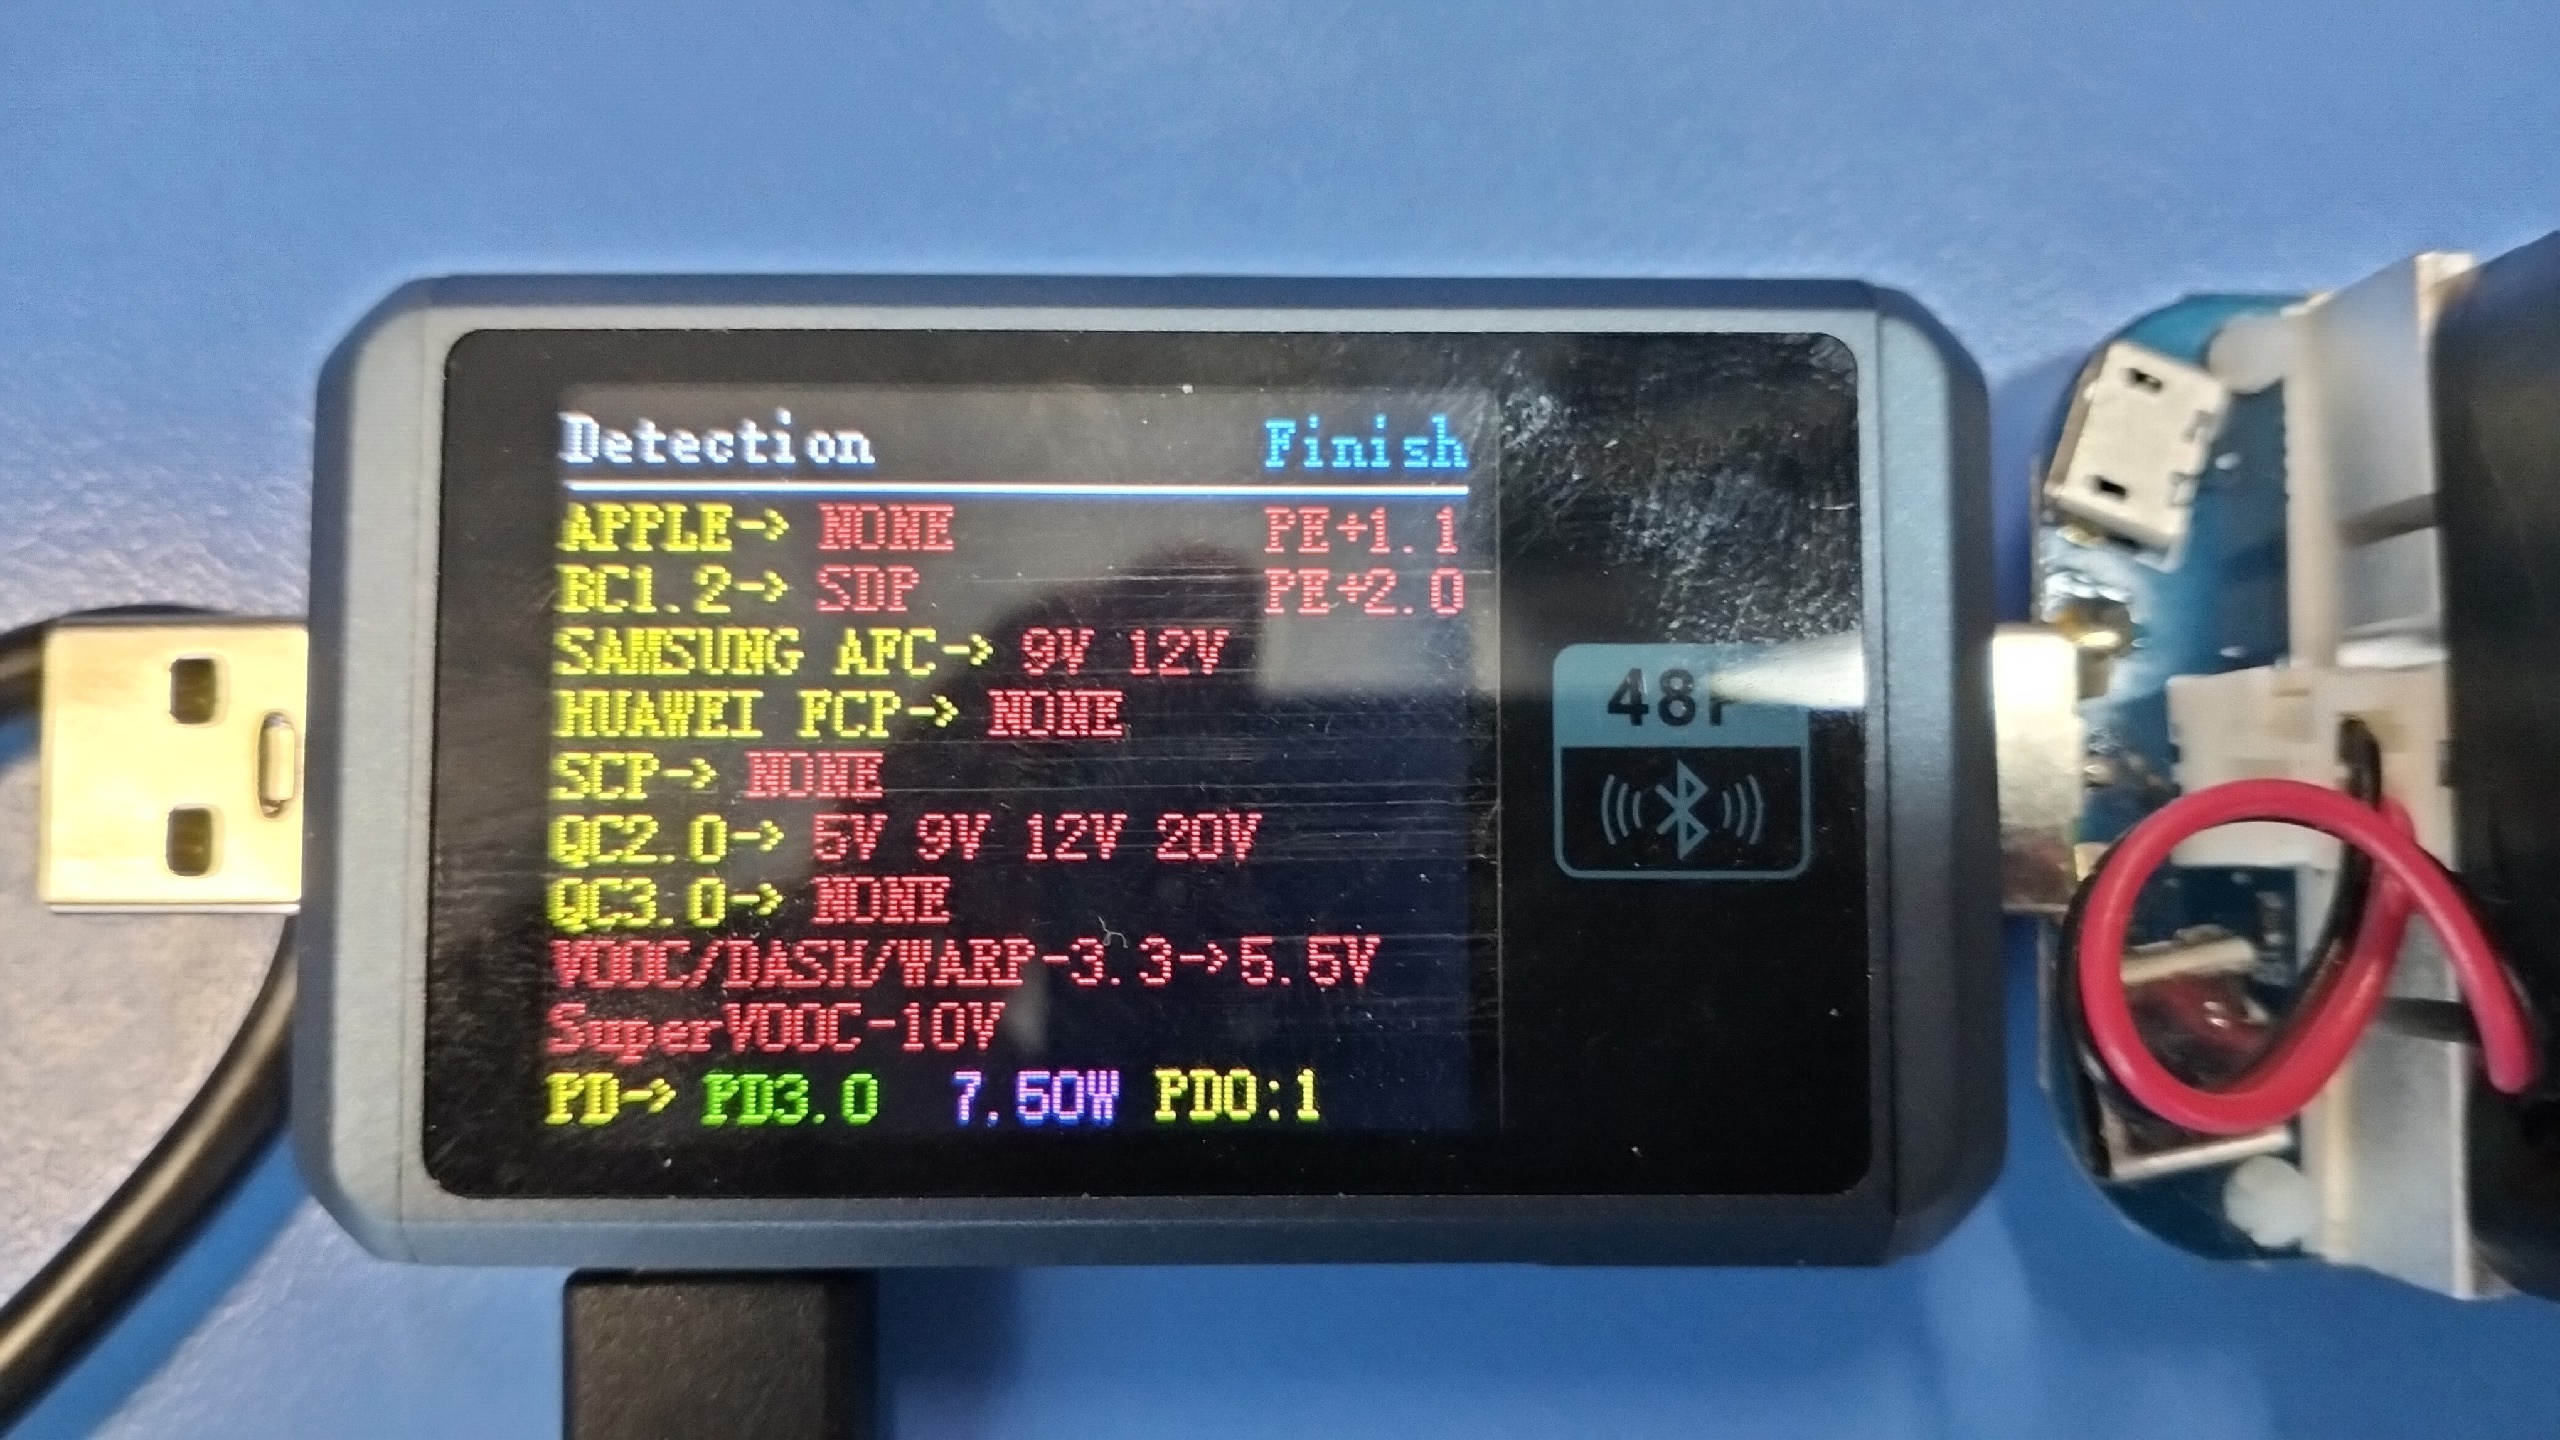 Detection Finish
APPLE-> NONE PE+1.1
BC1.2-> SDP PE+2.0
SAMSUNG AFC-> 9V 12V
HUAWEI FCP-> NONE
SCP-> NONE
QC2.0-> 5V 9V 12V 20V
QC3.0-> NONE
VOOC/DASH/WARP-3.3->5.5V
SuperVOOC-10V
PD-> PD3.0 7.50W PDO:1